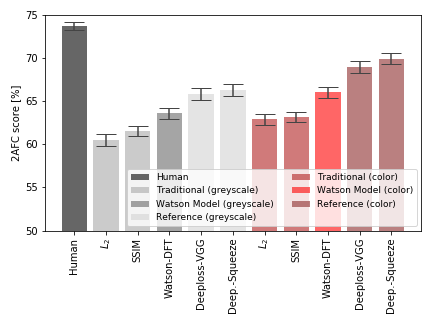 75
70
65
60
55
50
2AFC score [%]
Human
Traditional (greyscale)
Watson Model (greyscale)
Reference (greyscale)
Traditional (color)
Watson Model (color)
Reference (color)
Human
L₂
SSIM
Watson-DFT
Deeploss-VGG
Deep.-Squeeze
L₂
SSIM
Watson-DFT
Deeploss-VGG
Deep.-Squeeze